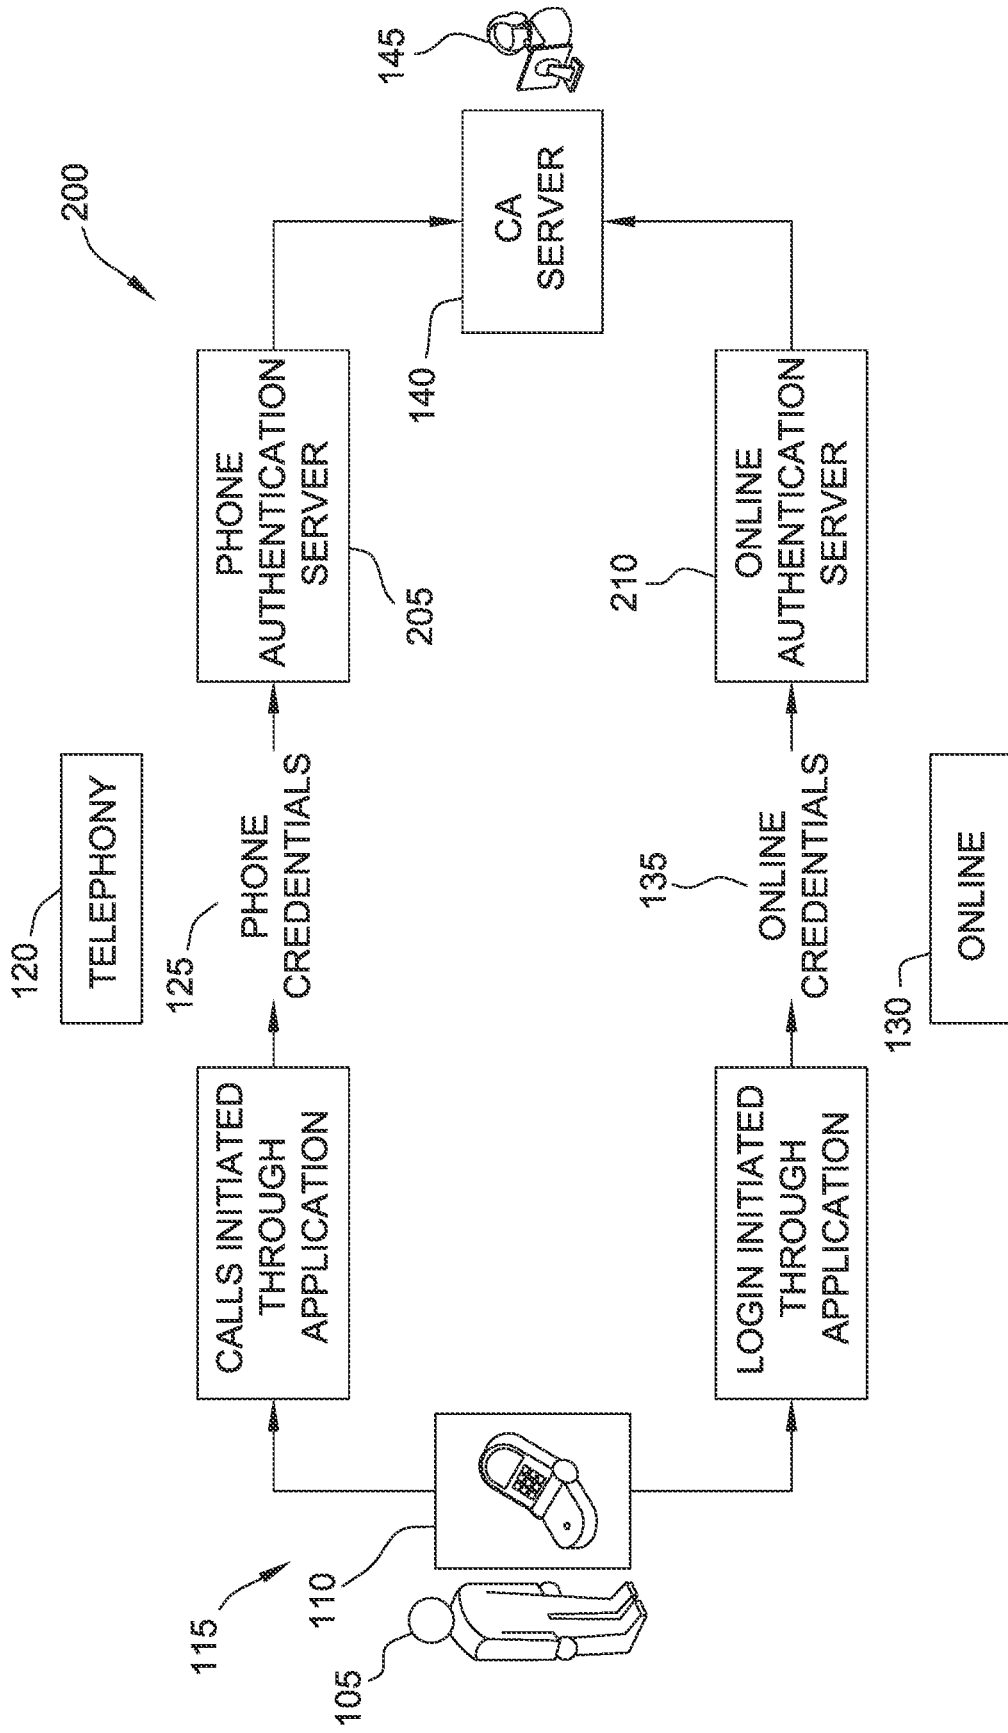 200
120
TELEPHONY
115
CALLS INITIATED
THROUGH
APPLICATION
125
PHONE
CREDENTIALS
PHONE
AUTHENTICATION
SERVER
205
105
110
140
CA
SERVER
145
LOGIN INITIATED
THROUGH
APPLICATION
135
ONLINE
CREDENTIALS
210
ONLINE
AUTHENTICATION
SERVER
130
ONLINE